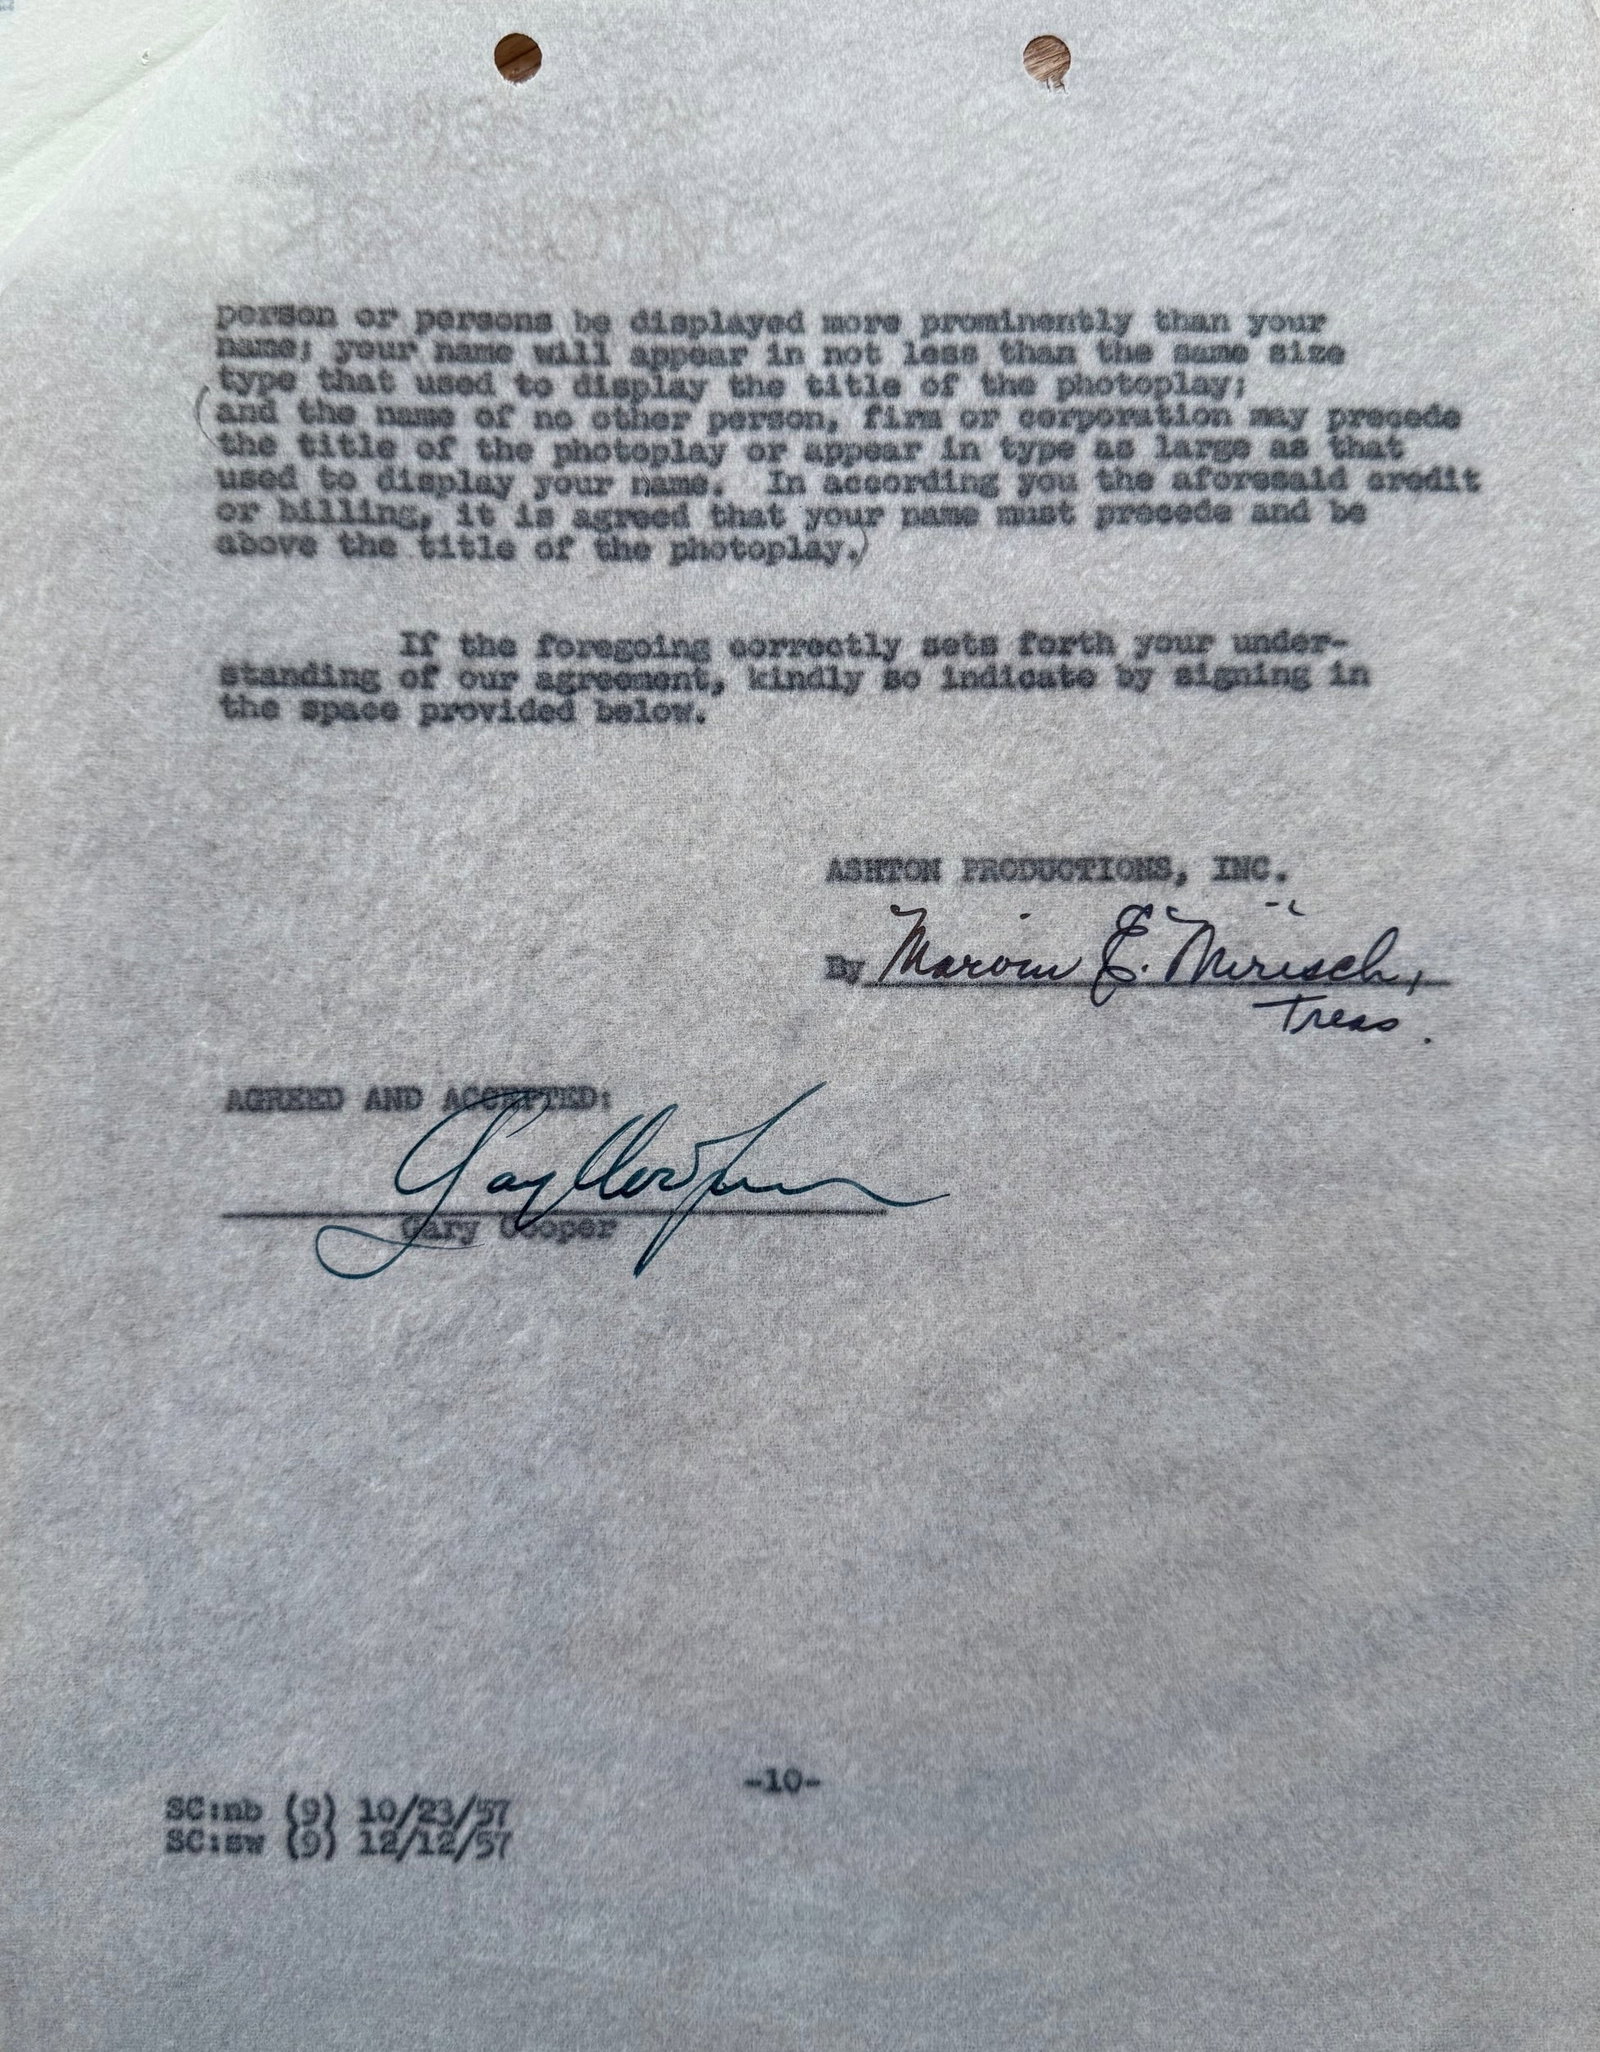 person or persons be displayed more prominently than your
name; your name will appear in not less than the same size
type that used to display the title of the photoplay;
(and the name of no other person, firm or corporation may precede
the title of the photoplay or appear in type as large as that
used to display your name. In according you the aforesaid credit
or billing, it is agreed that your name must precede and be
above the title of the photoplay.)
If the foregoing correctly sets forth your under-
standing of our agreement, kindly so indicate by signing in
the space provided below.
ASHTON PRODUCTIONS, INC.
By Marvin E. Mirisch,
Treas.
AGREED AND ACCEPTED:
Gary Cooper
Gary Cooper
-10-
SC:nb (9) 10/23/57
SC:sw (9) 12/12/57